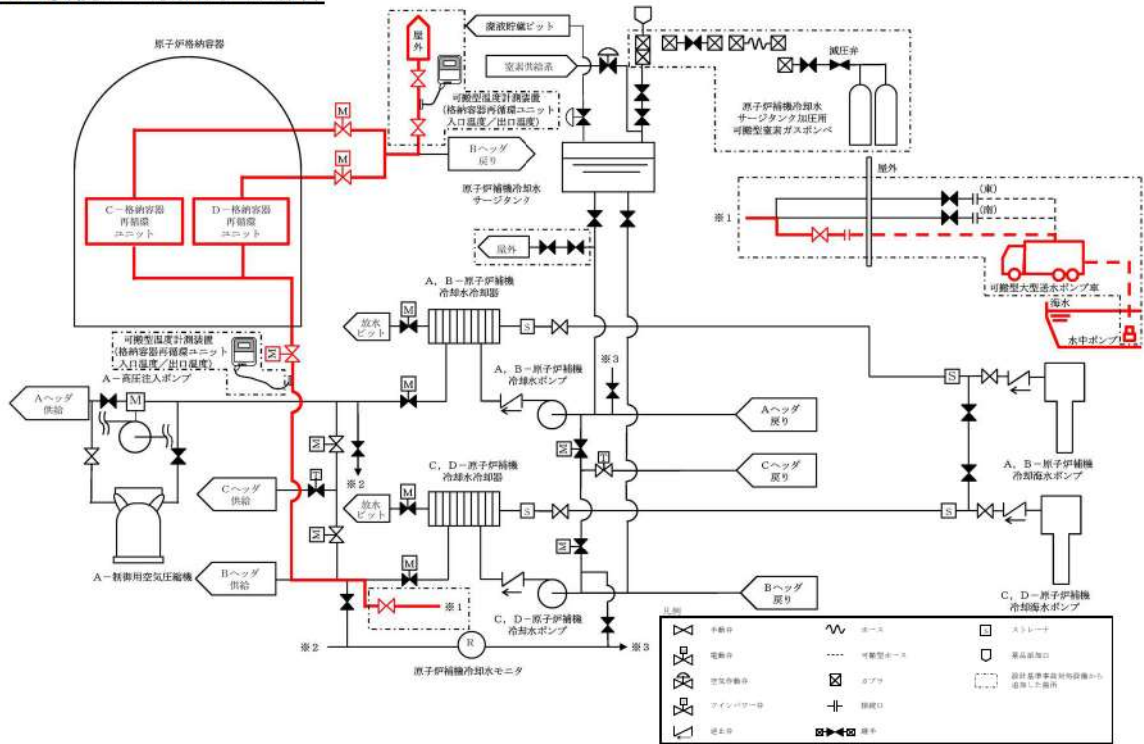 原子炉格納容器
屋
外
廃液貯蔵ピット
窒素供給系
減圧弁
可搬型温度計測装置
(格納容器再循環ユニット
入口温度／出口温度)
原子炉補機冷却水
サージタンク加圧用
可搬型窒素ガスボンベ
M
M
Bヘッダ
戻り
原子炉補機冷却水
サージタンク
屋外
(東)
(南)
※1
C－格納容器
再循環
ユニット
D－格納容器
再循環
ユニット
屋外
可搬型大型送水ポンプ車
海水
水中ポンプ
A，B－原子炉補機
冷却水冷却器
放水
ピット
M
S
可搬型温度計測装置
(格納容器再循環ユニット
入口温度／出口温度)
M
A－高圧注入ポンプ
※3
A，B－原子炉補機
冷却水ポンプ
S
Aヘッダ
供給
M
M
Aヘッダ
戻り
M
M
T
Cヘッダ
戻り
A，B－原子炉補機
冷却海水ポンプ
※2
C，D－原子炉補機
冷却水冷却器
Cヘッダ
供給
T
放水
ピット
M
S
S
M
M
A－制御用空気圧縮機
Bヘッダ
供給
M
Bヘッダ
戻り
C，D－原子炉補機
冷却水ポンプ
C，D－原子炉補機
冷却海水ポンプ
※1
※2
R
※3
原子炉補機冷却水モニタ
凡例
手動弁
ホース
S
ストレーナ
電動弁
可搬型ホース
薬品添加口
空気作動弁
カプラ
設計基準事故対処設備から
追加した箇所
ツインパワー弁
接続口
逆止弁